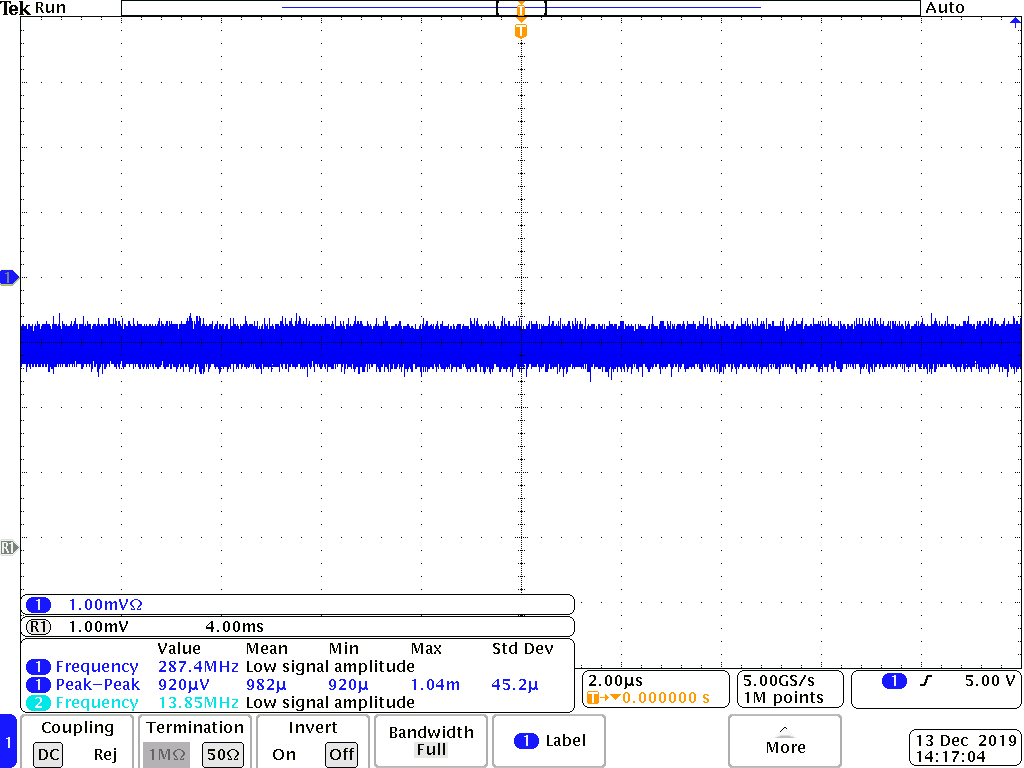 Tek Run Auto
T
T
1
R1
1 1.00mVΩ
R1 1.00mV 4.00ms
Value Mean Min Max Std Dev
1 Frequency 287.4MHz Low signal amplitude
1 Peak-Peak 920µV 982µ 920µ 1.04m 45.2µ
2 Frequency 13.85MHz Low signal amplitude
2.00µs
T→▼0.000000 s
5.00GS/s
1M points
1 5.00 V
1
Coupling
DC Rej
Termination
1MΩ 50Ω
Invert
On Off
Bandwidth
Full
1 Label
More
13 Dec 2019
14:17:04